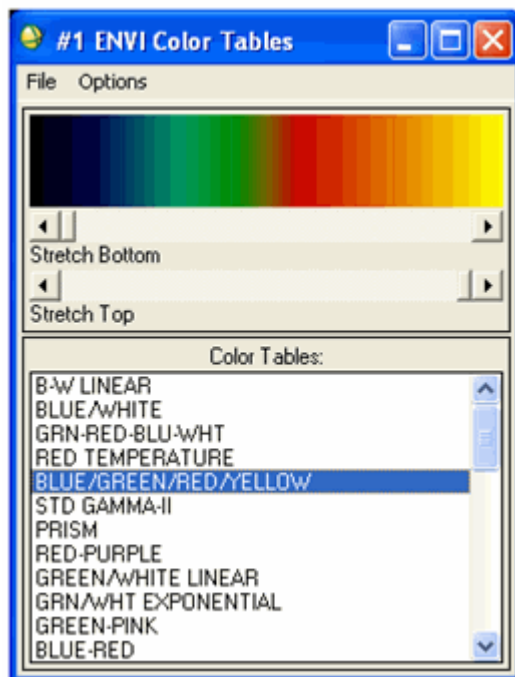 #1 ENVI Color Tables
File Options
Stretch Bottom
Stretch Top
Color Tables:
B-W LINEAR
BLUE/WHITE
GRN-RED-BLU-WHT
RED TEMPERATURE
BLUE/GREEN/RED/YELLOW
STD GAMMA-II
PRISM
RED-PURPLE
GREEN/WHITE LINEAR
GRN/WHT EXPONENTIAL
GREEN-PINK
BLUE-RED